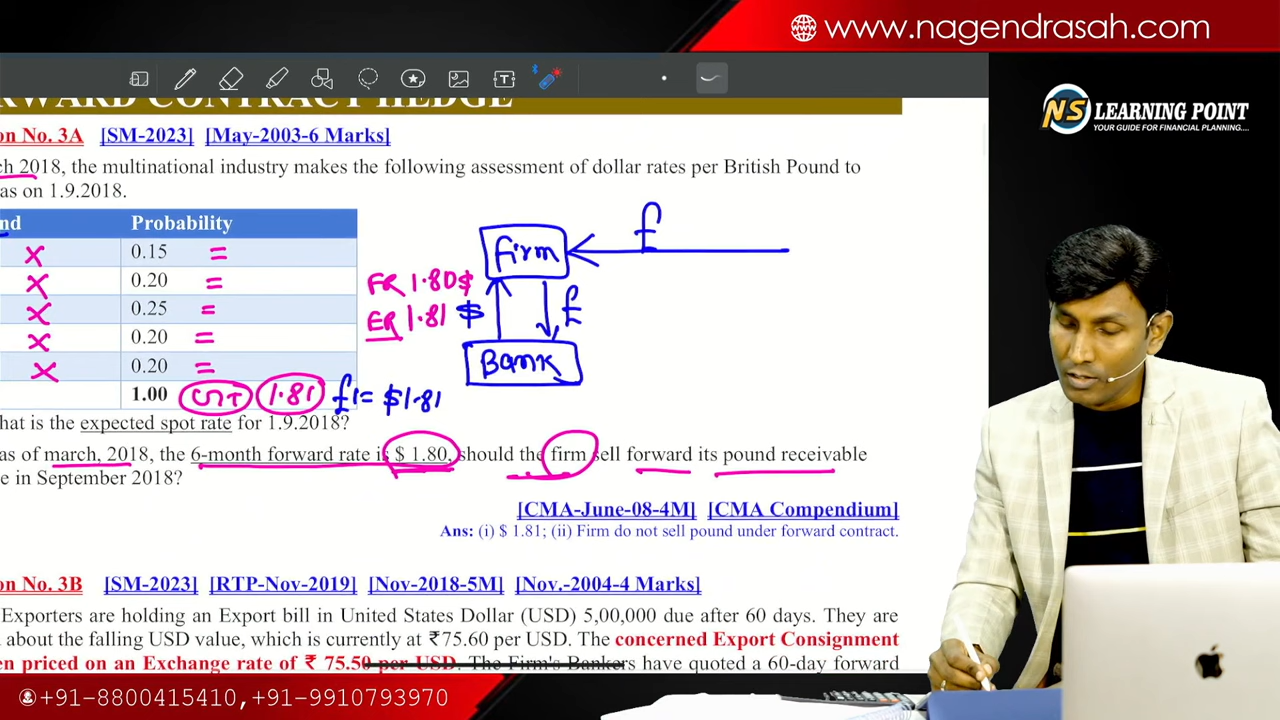 www.nagendrasah.com
RWARD CONTRACT HEDGE
NS LEARNING POINT
YOUR GUIDE FOR FINANCIAL PLANNING....
on No. 3A [SM-2023] [May-2003-6 Marks]
ch 2018, the multinational industry makes the following assessment of dollar rates per British Pound to
as on 1.9.2018.
nd Probability
x 0.15 =
x 0.20 =
x 0.25 =
x 0.20 =
x 0.20 =
1.00 1.81 £1 = $1.81
£
Firm
FR 1.80$
ER 1.81 $ £
Bank
hat is the expected spot rate for 1.9.2018?
as of march, 2018, the 6-month forward rate is $ 1.80, should the firm sell forward its pound receivable
e in September 2018?
[CMA-June-08-4M] [CMA Compendium]
Ans: (i) $ 1.81; (ii) Firm do not sell pound under forward contract.
on No. 3B [SM-2023] [RTP-Nov-2019] [Nov-2018-5M] [Nov.-2004-4 Marks]
Exporters are holding an Export bill in United States Dollar (USD) 5,00,000 due after 60 days. They are
about the falling USD value, which is currently at ₹75.60 per USD. The concerned Export Consignment
en priced on an Exchange rate of ₹ 75.50 per USD. The Firm's Bankers have quoted a 60-day forward
+91-8800415410,+91-9910793970